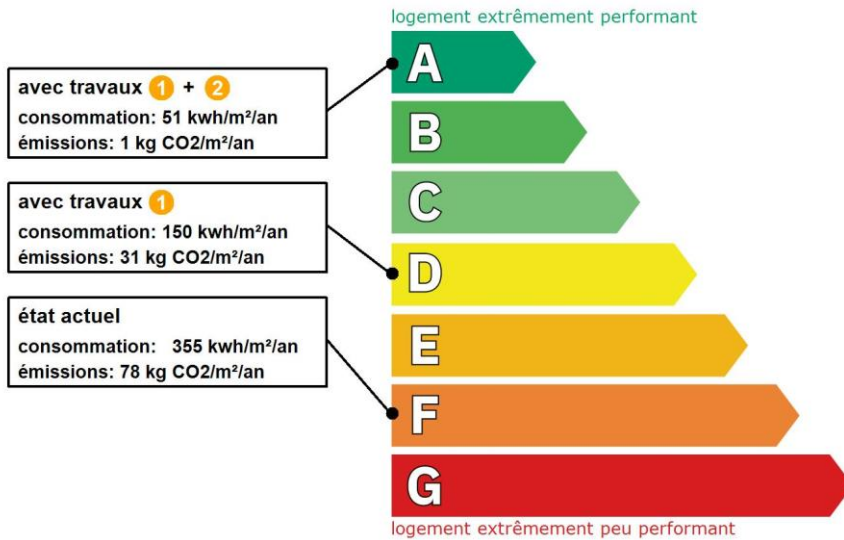 logement extrêmement performant
A
avec travaux 1 + 2
consommation: 51 kwh/m²/an
émissions: 1 kg CO2/m²/an
B
C
avec travaux 1
consommation: 150 kwh/m²/an
émissions: 31 kg CO2/m²/an
D
état actuel
consommation: 355 kwh/m²/an
émissions: 78 kg CO2/m²/an
E
F
G
logement extrêmement peu performant